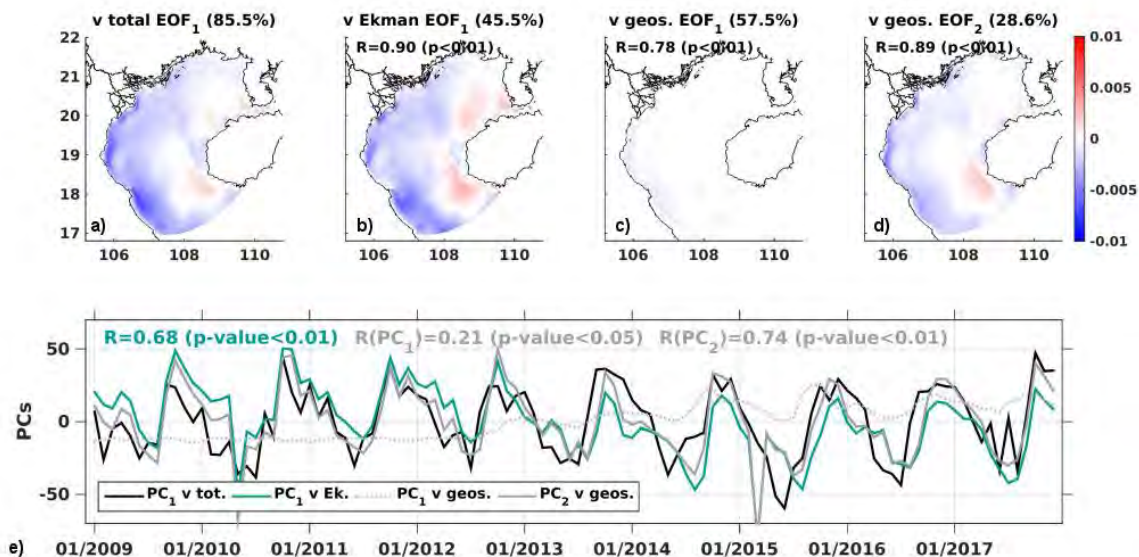 v total EOF1 (85.5%)
v Ekman EOF1 (45.5%)
v geos. EOF1 (57.5%)
v geos. EOF2 (28.6%)
R=0.90 (p<0.01)
R=0.78 (p<0.01)
R=0.89 (p<0.01)
22
21
20
19
18
17
a)
b)
c)
d)
106 108 110
106 108 110
106 108 110
106 108 110
0.01
0.005
0
-0.005
-0.01
R=0.68 (p-value<0.01) R(PC1)=0.21 (p-value<0.05) R(PC2)=0.74 (p-value<0.01)
50
0
-50
PCs
PC1 v tot. PC1 v Ek. PC1 v geos. PC2 v geos.
e)
01/2009 01/2010 01/2011 01/2012 01/2013 01/2014 01/2015 01/2016 01/2017